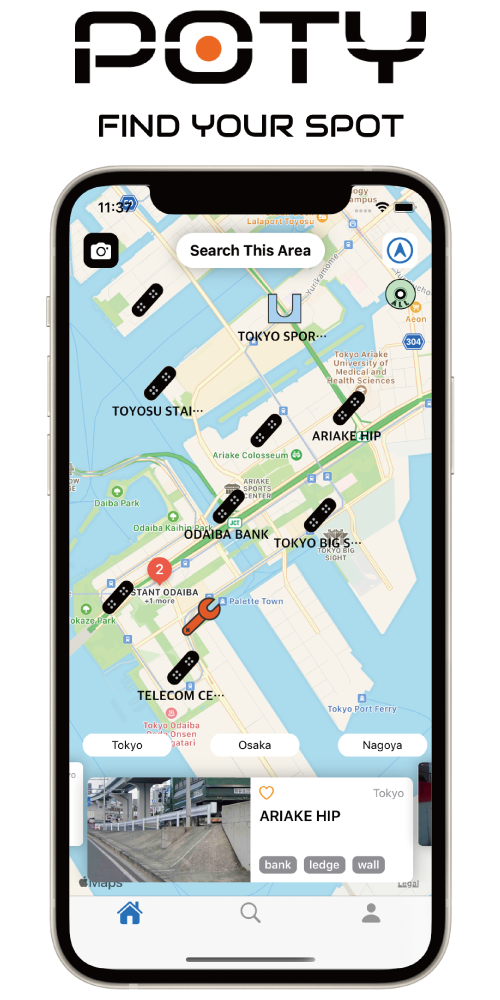 POTY
FIND YOUR SPOT
11:37
Lalaport Toyosu
Search This Area
Yurikamome
ALL
Aeon
TOKYO SPOR…
304
Tokyo Ariake
University of
Medical and
Health Sciences
TOYOSU STAI…
ARIAKE HIP
Ariake Colosseum
ARIAKE
SPORTS
CENTER
Daiba Park
Odaiba Kaihin Park
JCT
ODAIBA BANK
TOKYO BIG S…
TOKYO BIG
SIGHT
2
STANT ODAIBA
+1 more
Palette Town
okaze Park
TELECOM CE…
Tokyo Port Ferry
Tokyo Odaiba
Onsen
gatari
Tokyo
Osaka
Nagoya
Tokyo
ARIAKE HIP
bank
ledge
wall
Maps
Legal